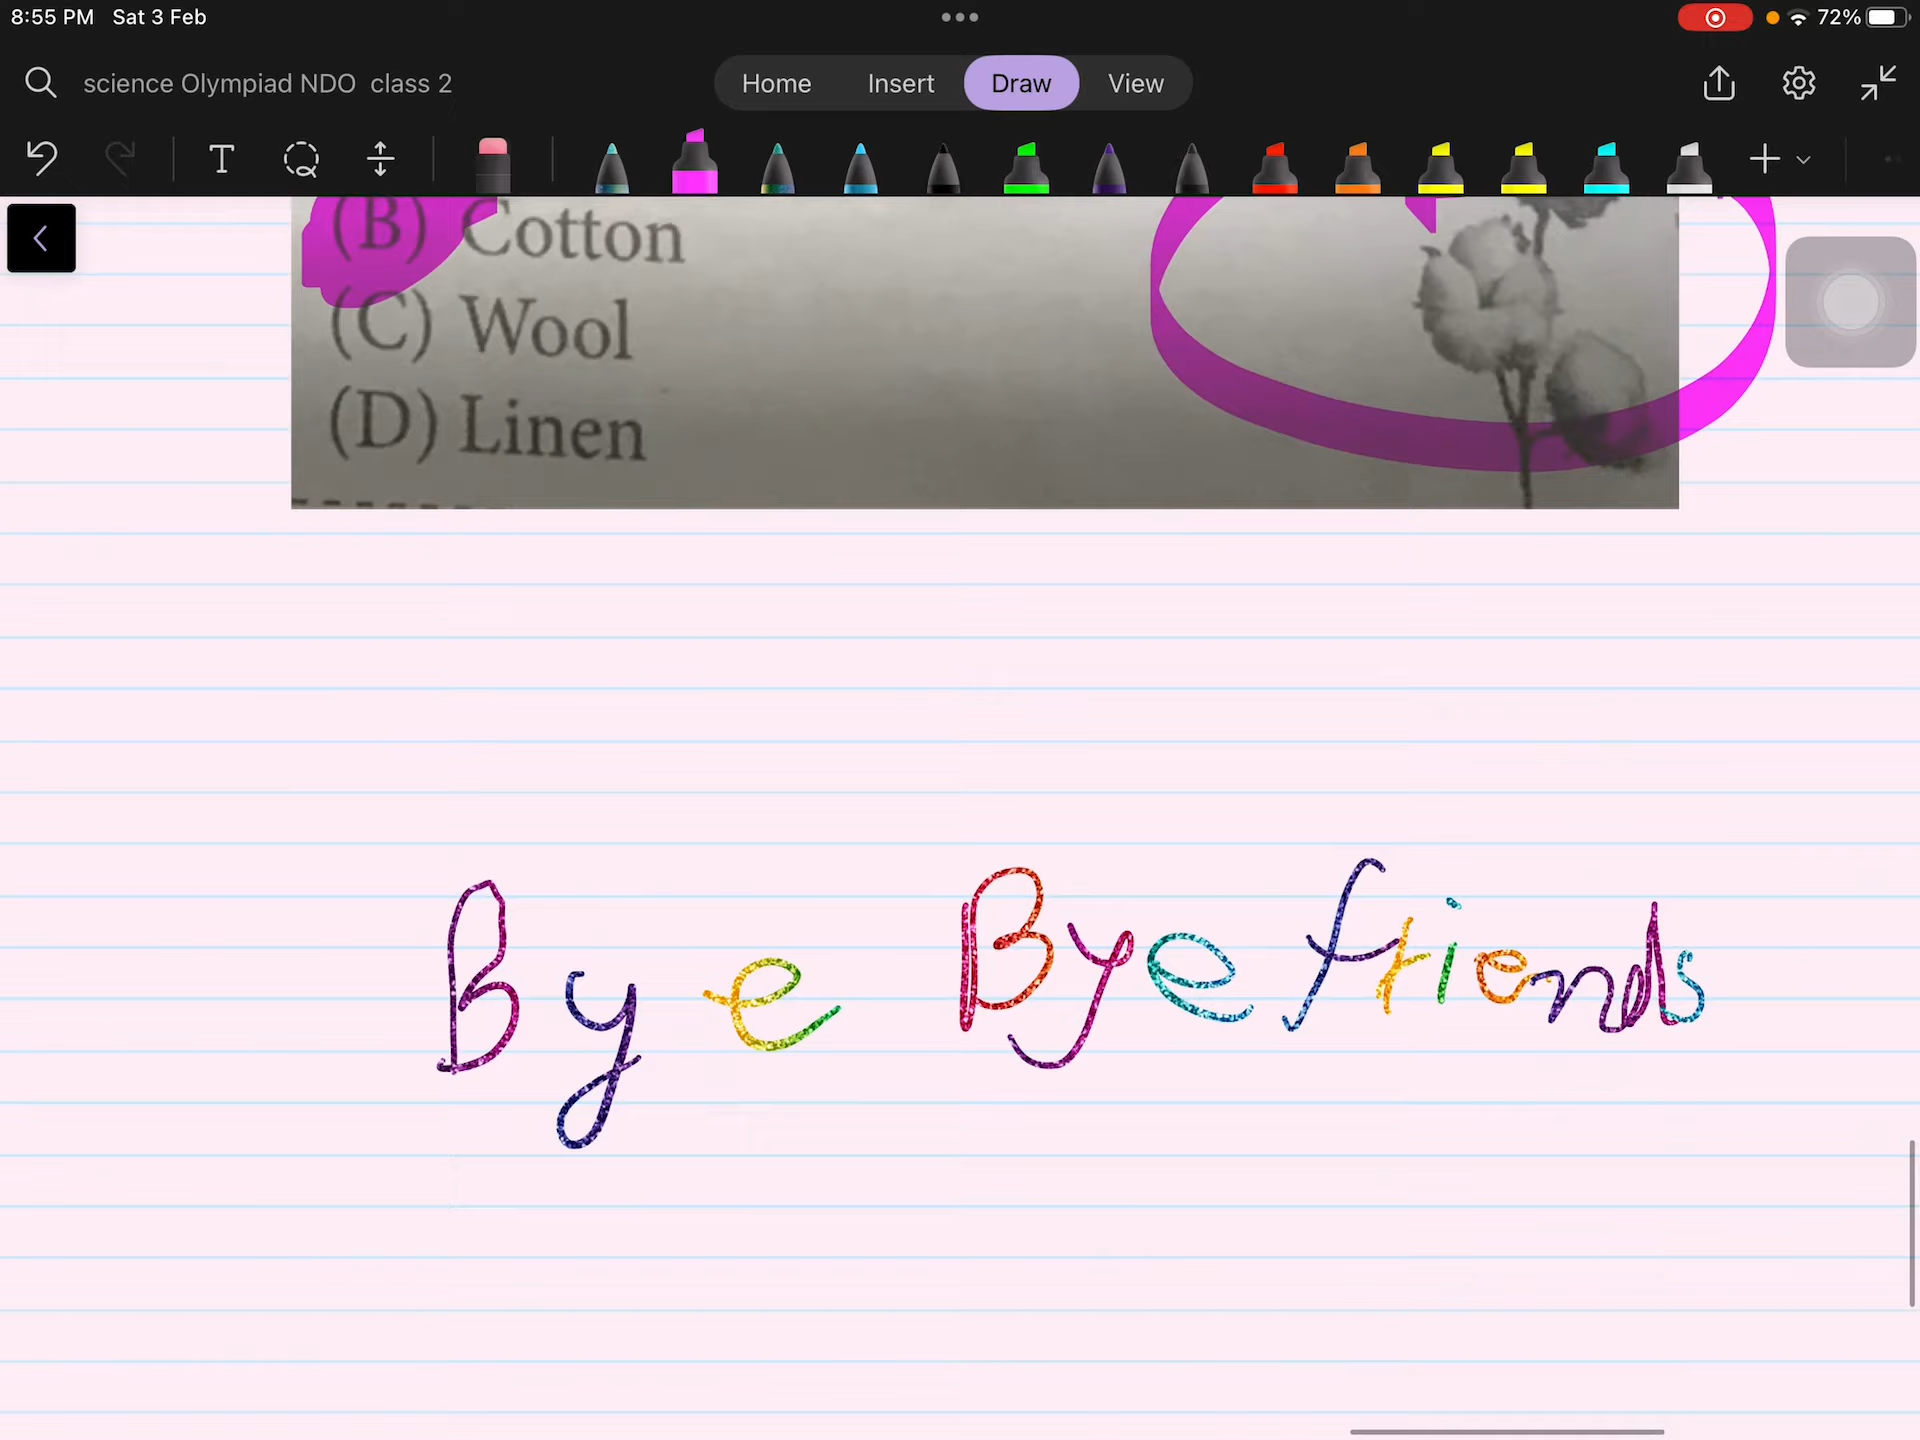 8:55 PM Sat 3 Feb
72%
science Olympiad NDO class 2
Home Insert Draw View
T
(B) Cotton
(C) Wool
(D) Linen
Bye Bye friends